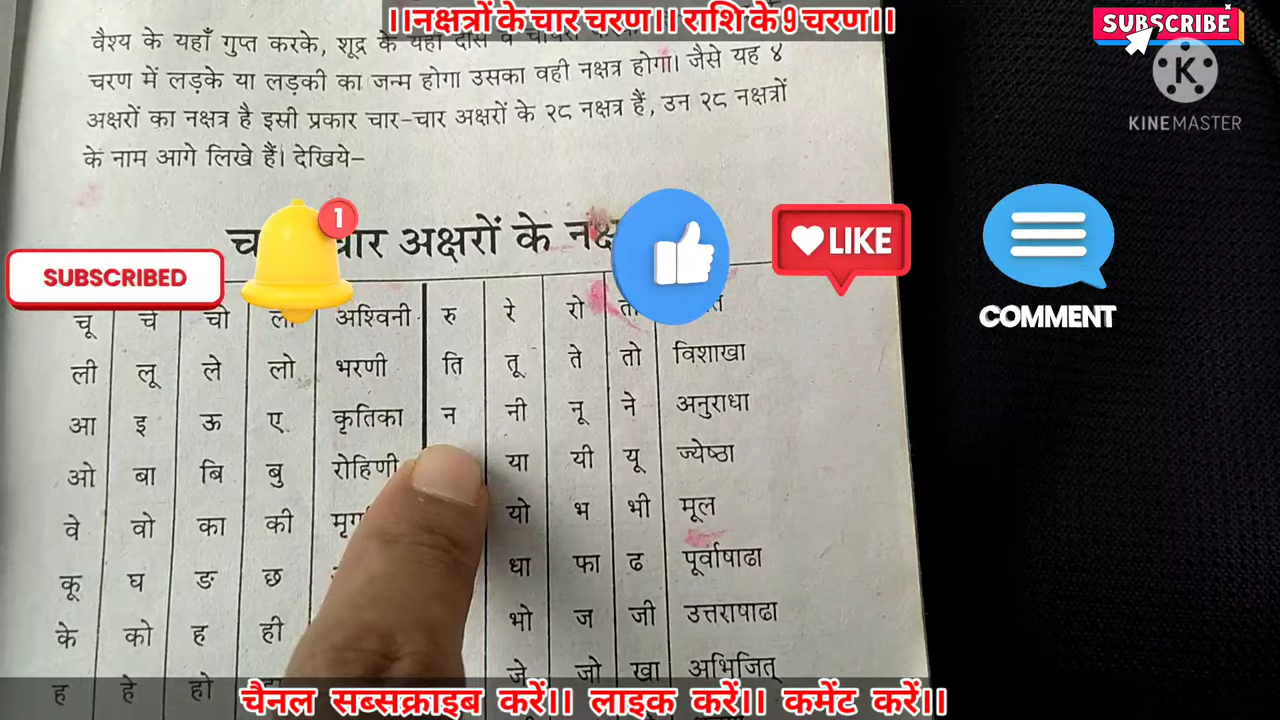 ।।नक्षत्रों के चार चरण।। राशि के 9 चरण।।
SUBSCRIBE
KINEMASTER
वैश्य के यहाँ गुप्त करके, शूद्र के यहां दास व
चरण में लड़के या लड़की का जन्म होगा उसका वही नक्षत्र होगा। जैसे यह ४
अक्षरों का नक्षत्र है इसी प्रकार चार-चार अक्षरों के २८ नक्षत्र हैं, उन २८ नक्षत्रों
के नाम आगे लिखे हैं। देखिये-
अक्षरों के
SUBSCRIBED
1
LIKE
COMMENT
चू चे चो अश्विनी रु रे रो
ली लू ले लो भरणी ति तू ते तो विशाखा
आ इ ऊ ए कृतिका न नी नू ने अनुराधा
ओ बा बि बु रोहिणी या यी यू ज्येष्ठा
वे वो का की यो भ भी मूल
कू घ ङ छ धा फा ढ पूर्वाषाढा
के को ह ही भो ज जी उत्तराषाढा
ह हे हो जे जो खा अभिजित्
चैनल सब्सक्राइब करें।। लाइक करें।। कमेंट करें।।